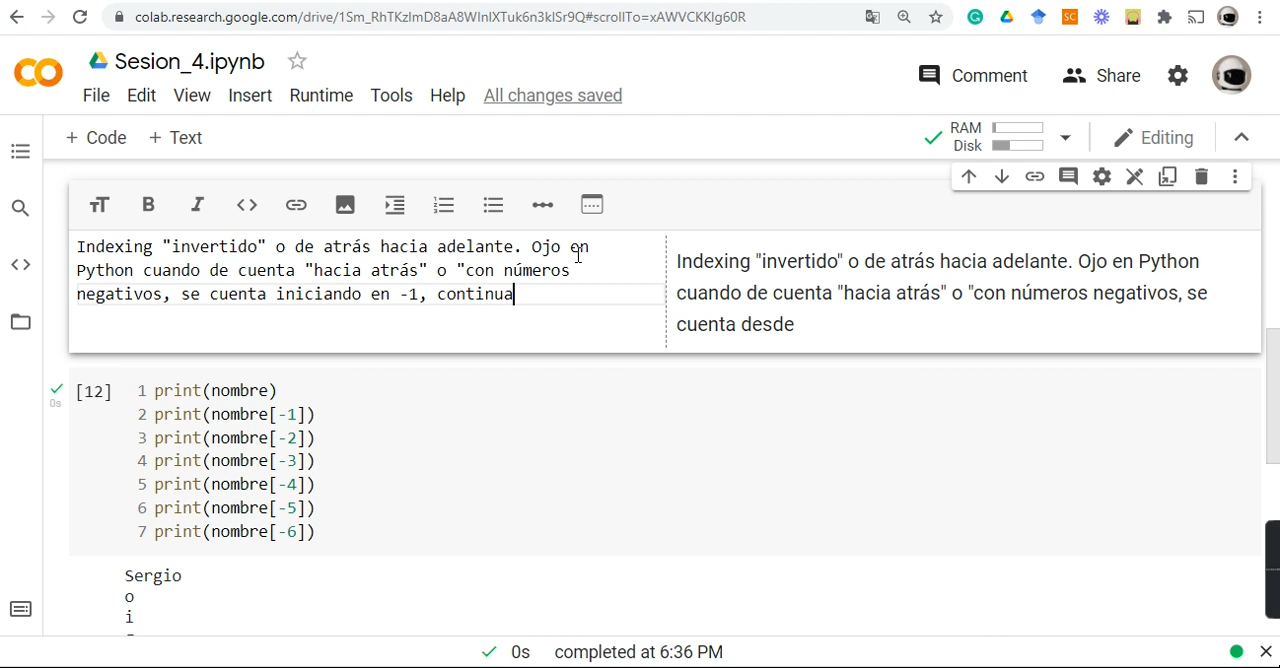 colab.research.google.com/drive/1Sm_RhTKzlmD8aA8WInlXTuk6n3klSr9Q#scrollTo=xAWVCKKlg60R
SC
CO
Sesion_4.ipynb
File Edit View Insert Runtime Tools Help All changes saved
Comment Share
+ Code + Text
RAM
Disk
Editing
Indexing "invertido" o de atrás hacia adelante. Ojo en
Python cuando de cuenta "hacia atrás" o "con números
negativos, se cuenta iniciando en -1, continua
Indexing "invertido" o de atrás hacia adelante. Ojo en Python
cuando de cuenta "hacia atrás" o "con números negativos, se
cuenta desde
0s
[12]
1 print(nombre)
2 print(nombre[-1])
3 print(nombre[-2])
4 print(nombre[-3])
5 print(nombre[-4])
6 print(nombre[-5])
7 print(nombre[-6])
Sergio
o
i
0s completed at 6:36 PM